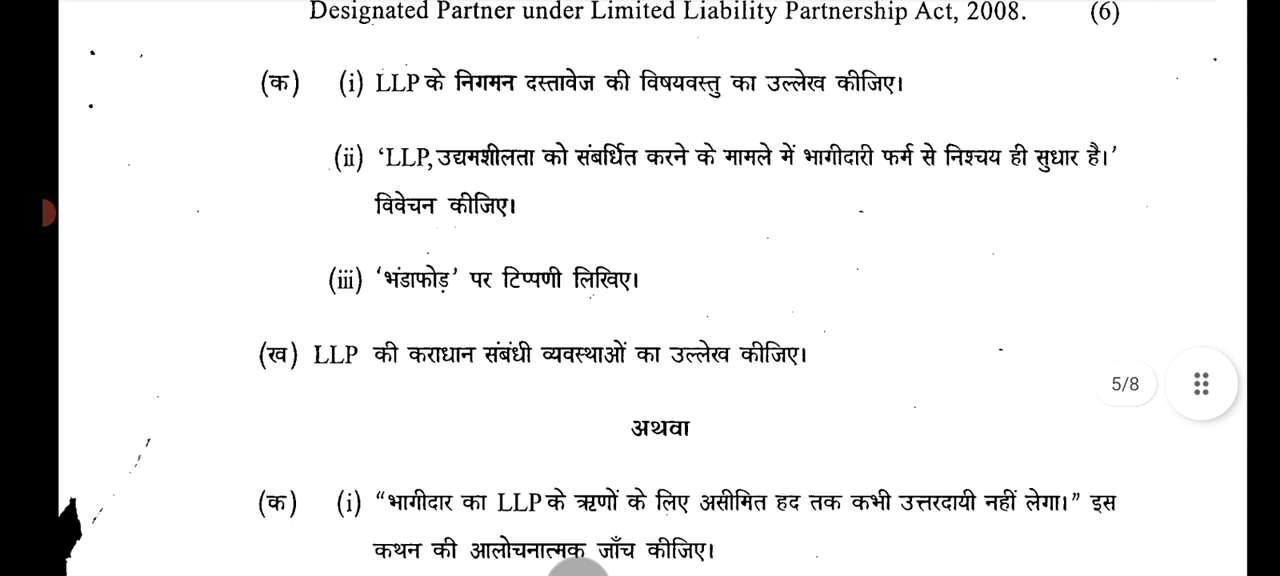 Designated Partner under Limited Liability Partnership Act, 2008. (6)
(क) (i) LLP के निगमन दस्तावेज की विषयवस्तु का उल्लेख कीजिए।
(ii) ‘LLP, उद्यमशीलता को संबर्धित करने के मामले में भागीदारी फर्म से निश्चय ही सुधार है।’
विवेचन कीजिए।
(iii) ‘भंडाफोड़’ पर टिप्पणी लिखिए।
(ख) LLP की कराधान संबंधी व्यवस्थाओं का उल्लेख कीजिए।
5/8
अथवा
(क) (i) “भागीदार का LLP के ऋणों के लिए असीमित हद तक कभी उत्तरदायी नहीं लेगा।” इस
कथन की आलोचनात्मक जाँच कीजिए।